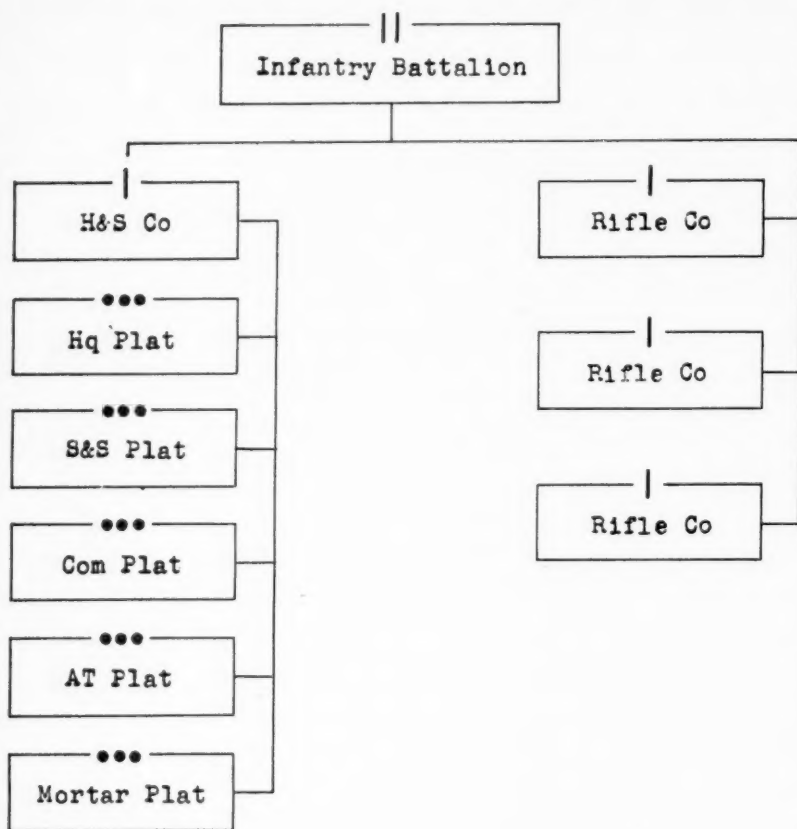 Infantry Battalion
H&S Co
Hq Plat
S&S Plat
Com Plat
AT Plat
Mortar Plat
Rifle Co
Rifle Co
Rifle Co